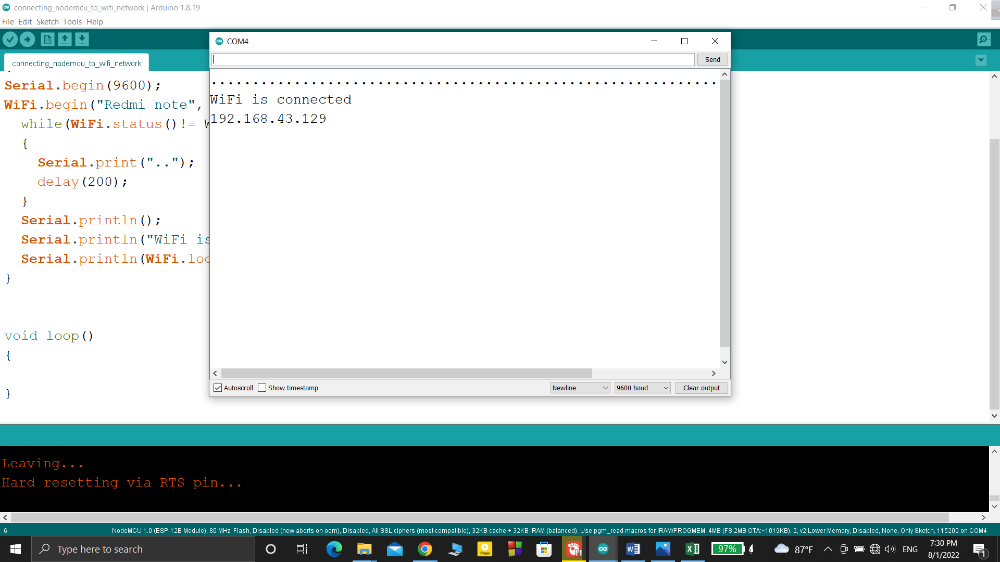 connecting_nodemcu_to_wifi_network | Arduino 1.8.19
File Edit Sketch Tools Help
COM4
Send
connecting_nodemcu_to_wifi_network
Serial.begin(9600);
WiFi.begin("Redmi note",
while(WiFi.status()!=
{
Serial.print("..");
delay(200);
}
Serial.println();
Serial.println("WiFi is
Serial.println(WiFi.loc
}
void loop()
{
}
..............................................................
WiFi is connected
192.168.43.129
Autoscroll Show timestamp Newline 9600 baud Clear output
Leaving...
Hard resetting via RTS pin...
6 NodeMCU 1.0 (ESP-12E Module), 80 MHz, Flash, Disabled (new aborts on oom), Disabled, All SSL ciphers (most compatible), 32KB cache + 32KB IRAM (balanced), Use pgm_read macros for IRAM/PROGMEM, 4MB (FS:2MB OTA:~1019KB), 2, v2 Lower Memory, Disabled, None, Only Sketch, 115200 on COM4
Type here to search
Player
97%
87°F
ENG
7:30 PM
8/1/2022
1